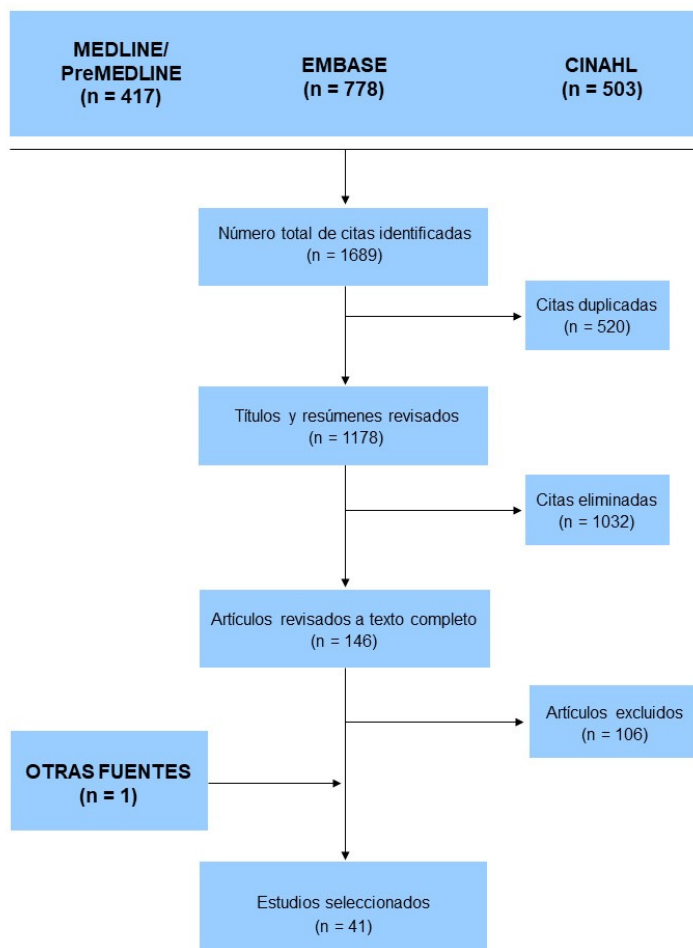 MEDLINE/
PreMEDLINE
(n = 417)
EMBASE
(n = 778)
CINAHL
(n = 503)
Número total de citas identificadas
(n = 1689)
Citas duplicadas
(n = 520)
Títulos y resúmenes revisados
(n = 1178)
Citas eliminadas
(n = 1032)
Artículos revisados a texto completo
(n = 146)
Artículos excluidos
(n = 106)
OTRAS FUENTES
(n = 1)
Estudios seleccionados
(n = 41)